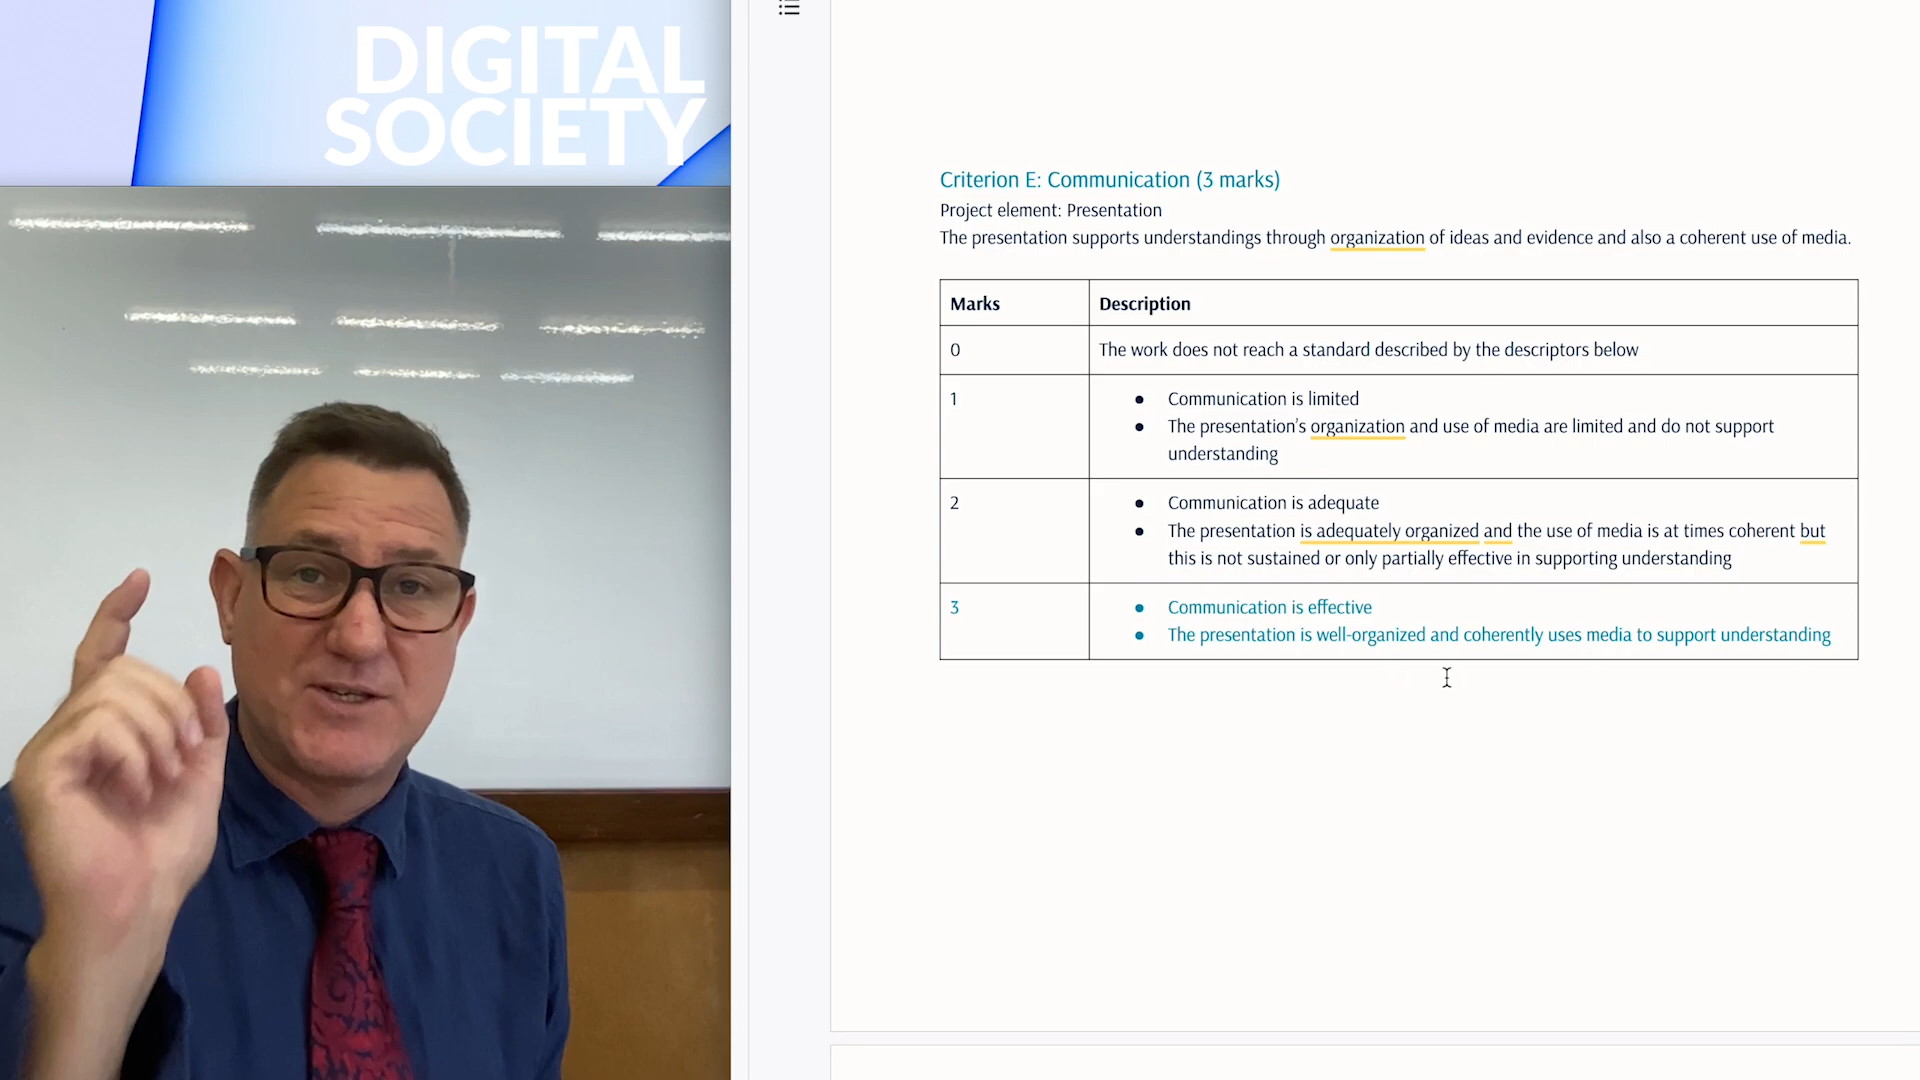 DIGITAL
SOCIETY
Criterion E: Communication (3 marks)
Project element: Presentation
The presentation supports understandings through organization of ideas and evidence and also a coherent use of media.
Marks Description
0 The work does not reach a standard described by the descriptors below
1 ● Communication is limited
● The presentation’s organization and use of media are limited and do not support
understanding
2 ● Communication is adequate
● The presentation is adequately organized and the use of media is at times coherent but
this is not sustained or only partially effective in supporting understanding
3 ● Communication is effective
● The presentation is well-organized and coherently uses media to support understanding